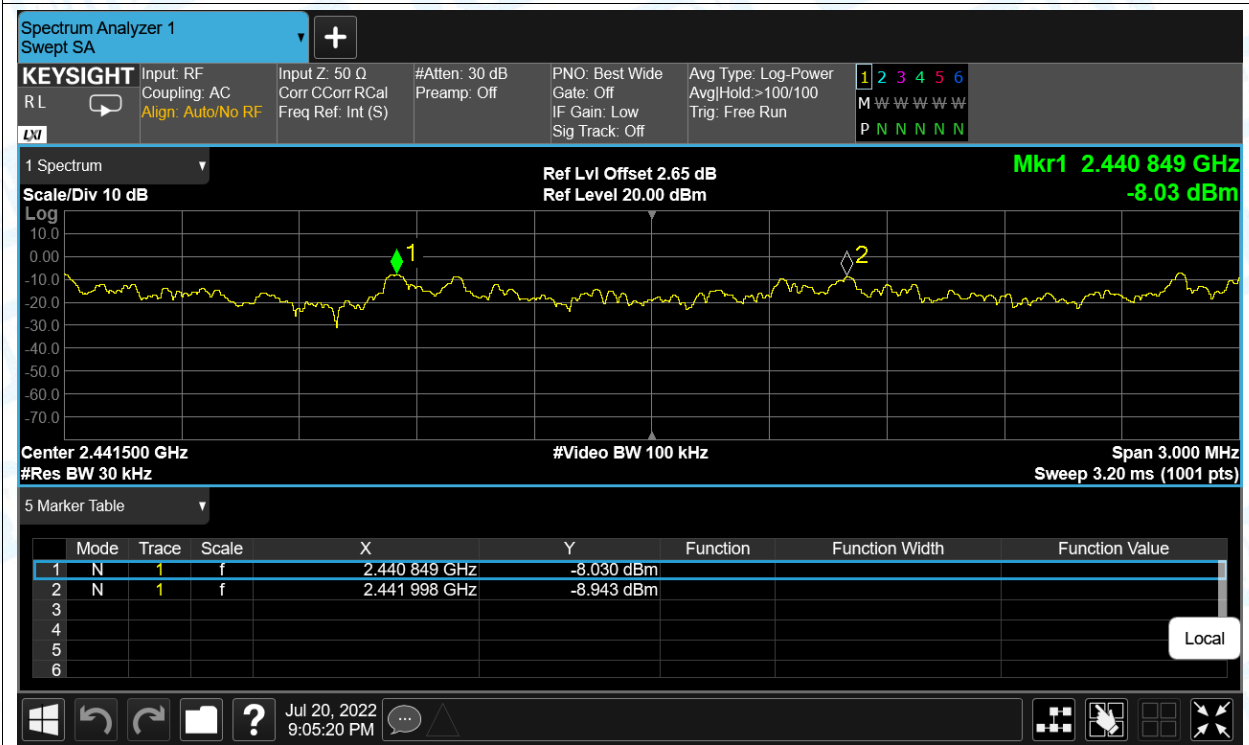 Spectrum Analyzer 1
Swept SA
KEYSIGHT Input: RF Input Z: 50 Ω #Atten: 30 dB PNO: Best Wide Avg Type: Log-Power 1 2 3 4 5 6
RL Coupling: AC Corr CCorr RCal Preamp: Off Gate: Off Avg|Hold:>100/100 M W W W W W
Align: Auto/No RF Freq Ref: Int (S) IF Gain: Low Trig: Free Run
LXI Sig Track: Off P N N N N N
1 Spectrum Ref Lvl Offset 2.65 dB Mkr1 2.440 849 GHz
Scale/Div 10 dB Ref Level 20.00 dBm -8.03 dBm
Log
10.0
0.00
1
2
-10.0
-20.0
-30.0
-40.0
-50.0
-60.0
-70.0
Center 2.441500 GHz #Video BW 100 kHz Span 3.000 MHz
#Res BW 30 kHz Sweep 3.20 ms (1001 pts)
5 Marker Table
Mode Trace Scale X Y Function Function Width Function Value
1 N 1 f 2.440 849 GHz -8.030 dBm
2 N 1 f 2.441 998 GHz -8.943 dBm
3
4
5
6
Local
? Jul 20, 2022
9:05:20 PM